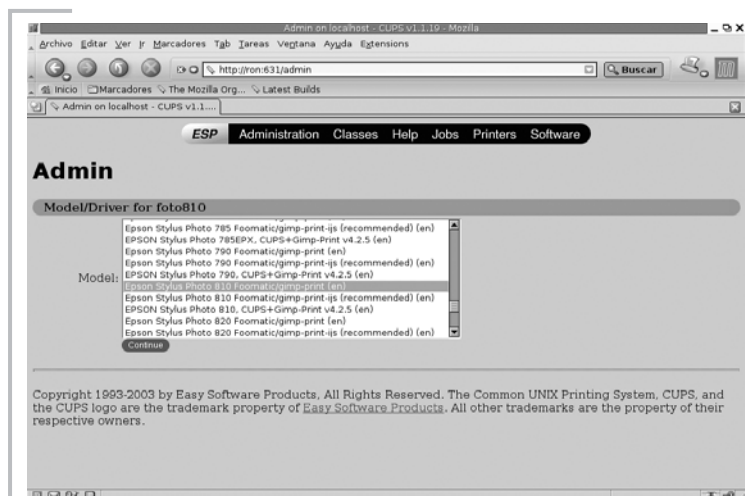 Admin on localhost - CUPS v1.1.19 - Mozilla
Archivo Editar Ver Ir Marcadores Tab Tareas Ventana Ayuda Extensions
http://ron:631/admin Buscar
Inicio Marcadores The Mozilla Org... Latest Builds
Admin on localhost - CUPS v1.1....
ESP Administration Classes Help Jobs Printers Software
Admin
Model/Driver for foto810
Epson Stylus Photo 785 Foomatic/gimp-print-ijs (recommended) (en)
EPSON Stylus Photo 785EPX, CUPS+Gimp-Print v4.2.5 (en)
Epson Stylus Photo 790 Foomatic/gimp-print (en)
Epson Stylus Photo 790 Foomatic/gimp-print-ijs (recommended) (en)
EPSON Stylus Photo 790, CUPS+Gimp-Print v4.2.5 (en)
Model: Epson Stylus Photo 810 Foomatic/gimp-print (en)
Epson Stylus Photo 810 Foomatic/gimp-print-ijs (recommended) (en)
EPSON Stylus Photo 810, CUPS+Gimp-Print v4.2.5 (en)
Epson Stylus Photo 820 Foomatic/gimp-print (en)
Epson Stylus Photo 820 Foomatic/gimp-print-ijs (recommended) (en)
Continue
Copyright 1993-2003 by Easy Software Products, All Rights Reserved. The Common UNIX Printing System, CUPS, and
the CUPS logo are the trademark property of Easy Software Products. All other trademarks are the property of their
respective owners.